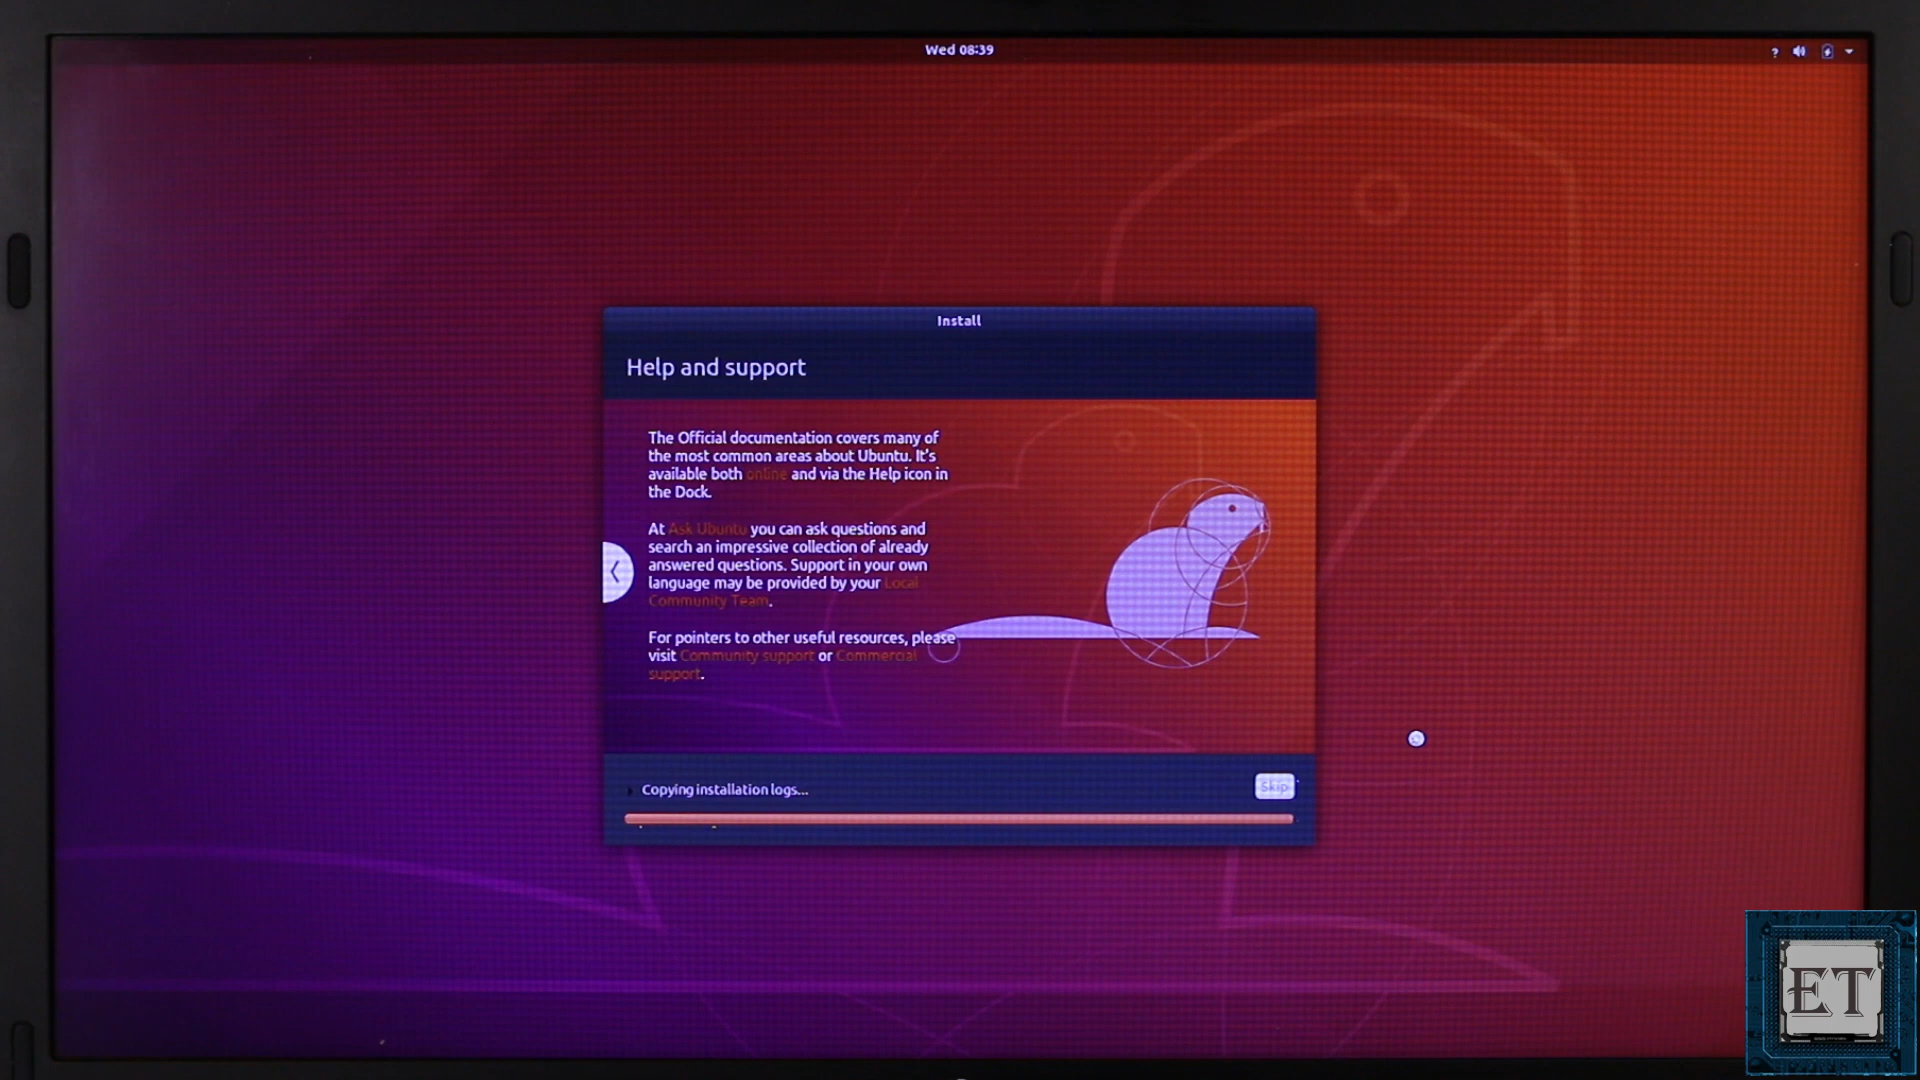 Wed 08:39
?
Install
Help and support
The Official documentation covers many of
the most common areas about Ubuntu. It's
available both online and via the Help icon in
the Dock.
At Ask Ubuntu you can ask questions and
search an impressive collection of already
answered questions. Support in your own
language may be provided by your Local
Community Team.
For pointers to other useful resources, please
visit Community support or Commercial
support.
Copying installation logs...
Skip
ET